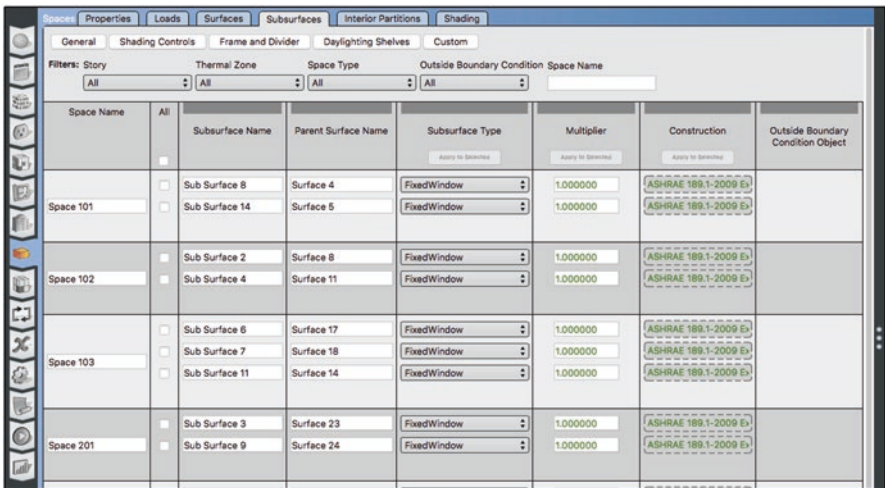 Spaces Properties Loads Surfaces Subsurfaces Interior Partitions Shading
General Shading Controls Frame and Divider Daylighting Shelves Custom
Filters: Story Thermal Zone Space Type Outside Boundary Condition Space Name
All All All All
Space Name All Subsurface Name Parent Surface Name Subsurface Type Multiplier Construction Outside Boundary
Condition Object
Apply to Selected Apply to Selected Apply to Selected
Sub Surface 8 Surface 4 FixedWindow 1.000000 ASHRAE 189.1-2009 Ex
Space 101 Sub Surface 14 Surface 5 FixedWindow 1.000000 ASHRAE 189.1-2009 Ex
Sub Surface 2 Surface 8 FixedWindow 1.000000 ASHRAE 189.1-2009 Ex
Space 102 Sub Surface 4 Surface 11 FixedWindow 1.000000 ASHRAE 189.1-2009 Ex
Sub Surface 6 Surface 17 FixedWindow 1.000000 ASHRAE 189.1-2009 Ex
Space 103 Sub Surface 7 Surface 18 FixedWindow 1.000000 ASHRAE 189.1-2009 Ex
Sub Surface 11 Surface 14 FixedWindow 1.000000 ASHRAE 189.1-2009 Ex
Sub Surface 3 Surface 23 FixedWindow 1.000000 ASHRAE 189.1-2009 Ex
Space 201 Sub Surface 9 Surface 24 FixedWindow 1.000000 ASHRAE 189.1-2009 Ex